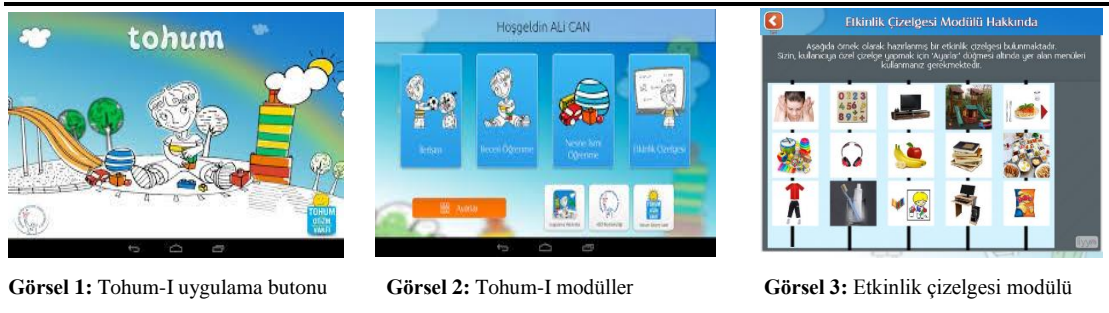 tohum
TOHUM
OTİZM
VAKFI
Hoşgeldin ALİ CAN
İletişim
Beceri Öğrenme
Nesne İsmi
Öğrenme
Etkinlik Çizelgesi
Ayarlar
Etkinlik Çizelgesi Modülü Hakkında
Aşağıda örnek olarak hazırlanmış bir etkinlik çizelgesi bulunmaktadır.
Sizin, kullanıcıya özel çizelge yapmak için 'Ayarlar' düğmesi altında yer alan menüleri
kullanmanız gerekmektedir.
Görsel 1: Tohum-I uygulama butonu
Görsel 2: Tohum-I modüller
Görsel 3: Etkinlik çizelgesi modülü